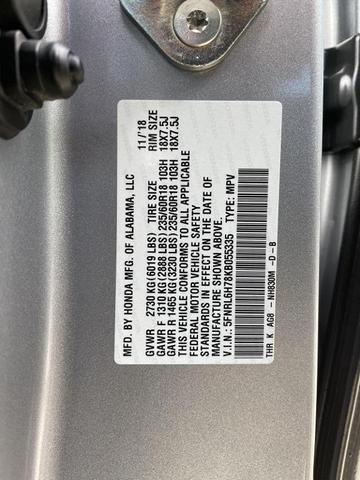 MFD. BY HONDA MFG. OF ALABAMA, LLC 11/'18
GVWR 2730 KG(6019 LBS) TIRE SIZE RIM SIZE
GAWR F 1310 KG(2888 LBS) 235/60R18 103H 18X7.5J
GAWR R 1465 KG(3230 LBS) 235/60R18 103H 18X7.5J
THIS VEHICLE CONFORMS TO ALL APPLICABLE
FEDERAL MOTOR VEHICLE SAFETY
STANDARDS IN EFFECT ON THE DATE OF
MANUFACTURE SHOWN ABOVE.
V.I.N.: 5FNRL6H78KB055335 TYPE: MPV
THR K AG8 -NH830M -D-B